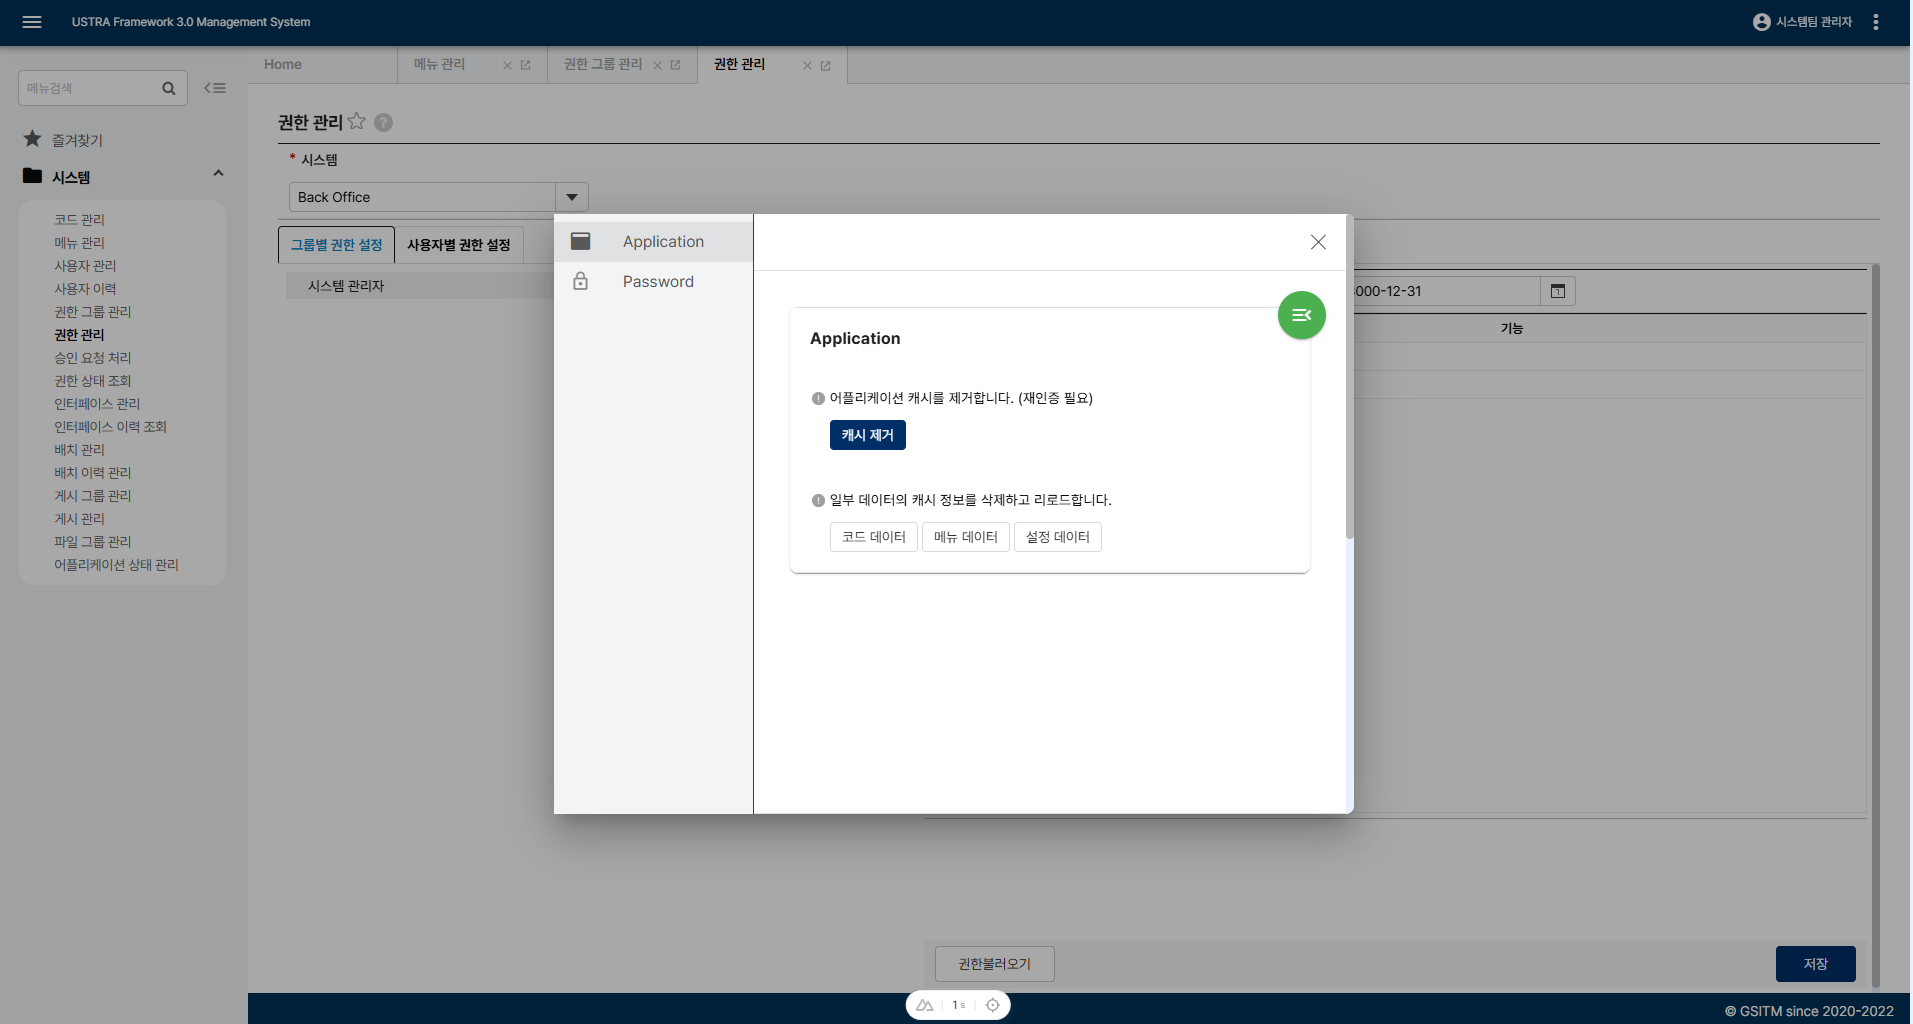 USTRA Framework 3.0 Management System
시스템팀 관리자
메뉴검색
Home
메뉴 관리
권한 그룹 관리
권한 관리
즐겨찾기
시스템
코드 관리
메뉴 관리
사용자 관리
사용자 이력
권한 그룹 관리
권한 관리
승인 요청 처리
권한 상태 조회
인터페이스 관리
인터페이스 이력 조회
배치 관리
배치 이력 관리
게시 그룹 관리
게시 관리
파일 그룹 관리
어플리케이션 상태 관리
권한 관리
* 시스템
Back Office
그룹별 권한 설정
사용자별 권한 설정
시스템 관리자
000-12-31
기능
Application
Password
Application
어플리케이션 캐시를 제거합니다. (재인증 필요)
캐시 제거
일부 데이터의 캐시 정보를 삭제하고 리로드합니다.
코드 데이터
메뉴 데이터
설정 데이터
권한불러오기
저장
1 s
© GSITM since 2020-2022